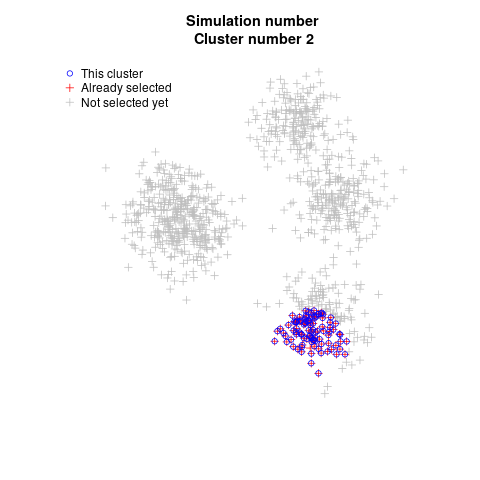 Simulation number
Cluster number 2
This cluster
Already selected
Not selected yet